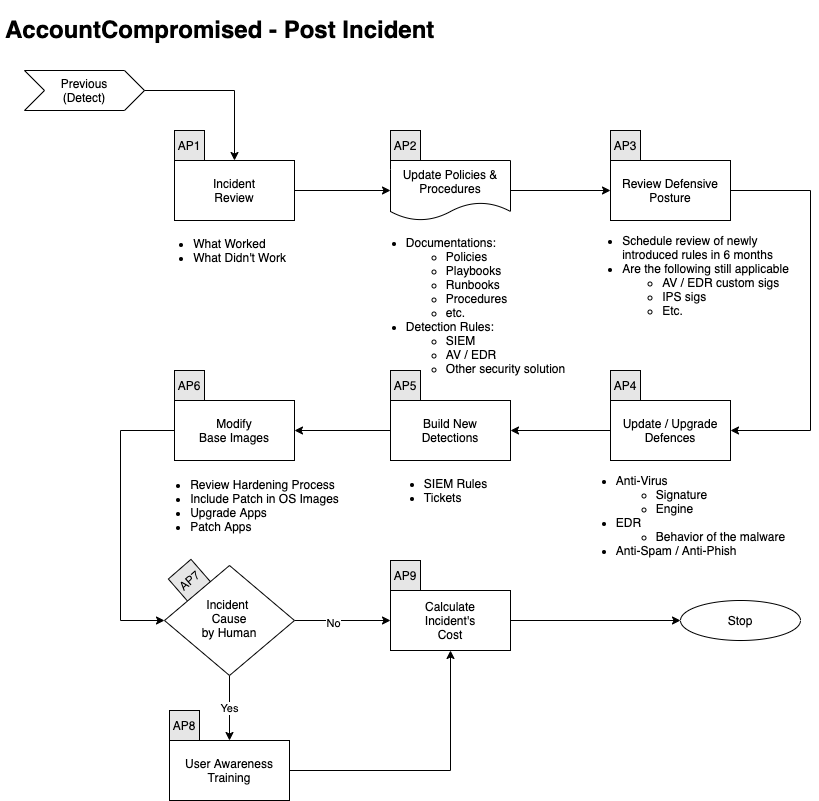 AccountCompromised - Post Incident
Previous
(Detect)
AP1
Incident
Review
What Worked
What Didn't Work
AP2
Update Policies &
Procedures
Documentations:
Policies
Playbooks
Runbooks
Procedures
etc.
Detection Rules:
SIEM
AV / EDR
Other security solution
AP3
Review Defensive
Posture
Schedule review of newly
introduced rules in 6 months
Are the following still applicable
AV / EDR custom sigs
IPS sigs
Etc.
AP4
Update / Upgrade
Defences
Anti-Virus
Signature
Engine
EDR
Behavior of the malware
Anti-Spam / Anti-Phish
AP5
Build New
Detections
SIEM Rules
Tickets
AP6
Modify
Base Images
Review Hardening Process
Include Patch in OS Images
Upgrade Apps
Patch Apps
AP7
Incident
Cause
by Human
No
Yes
AP8
User Awareness
Training
AP9
Calculate
Incident's
Cost
Stop